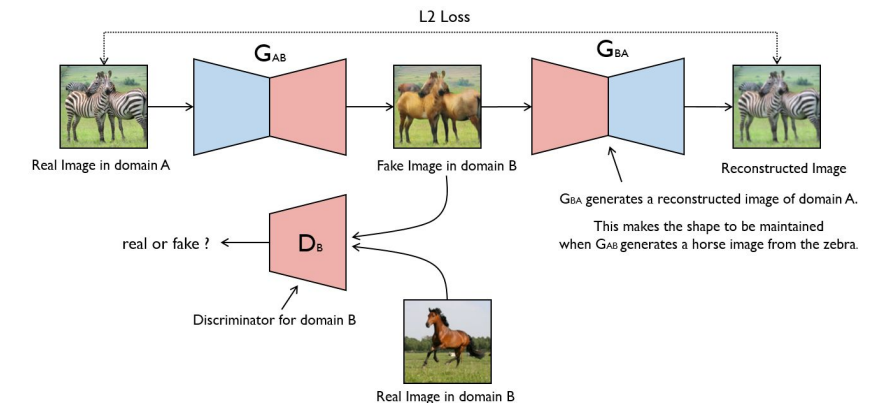 L2 Loss
GAB
GBA
Real Image in domain A
Fake Image in domain B
Reconstructed Image
GBA generates a reconstructed image of domain A.
This makes the shape to be maintained
when GAB generates a horse image from the zebra.
real or fake ?
DB
Discriminator for domain B
Real Image in domain B